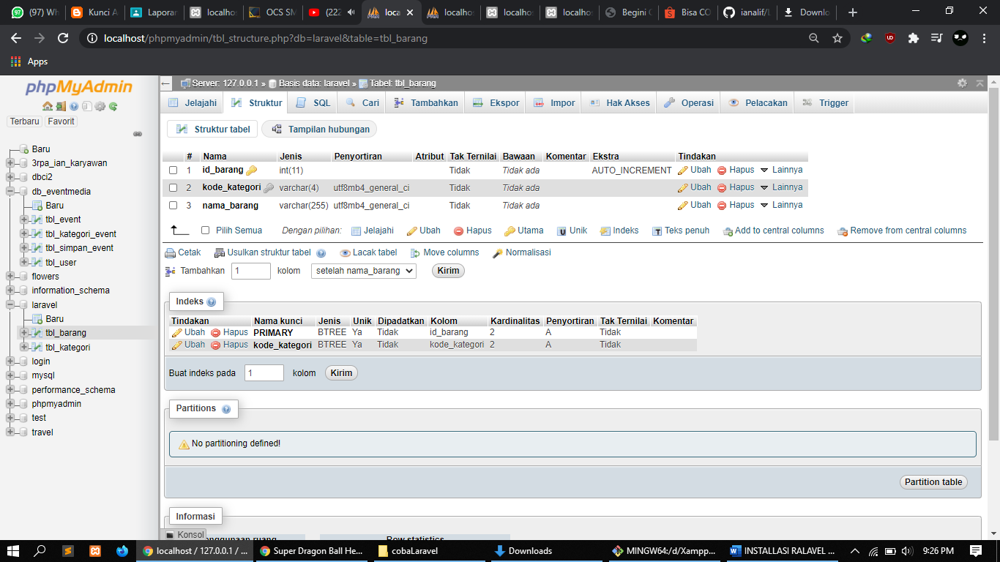 (97) Wh
Kunci A
Laporan
localhos
OCS SM
(222
loca
localhos
localhos
localhos
Begini C
Bisa CO
ianalif/L
Downlo
localhost/phpmyadmin/tbl_structure.php?db=laravel&table=tbl_barang
Apps
phpMyAdmin
Terbaru Favorit
Baru
3rpa_ian_karyawan
dbci2
db_eventmedia
Baru
tbl_event
tbl_kategori_event
tbl_simpan_event
tbl_user
flowers
information_schema
laravel
Baru
tbl_barang
tbl_kategori
login
mysql
performance_schema
phpmyadmin
test
travel
Server: 127.0.0.1 » Basis data: laravel » Tabel: tbl_barang
Jelajahi Struktur SQL Cari Tambahkan Ekspor Impor Hak Akses Operasi Pelacakan Trigger
Struktur tabel Tampilan hubungan
# Nama Jenis Penyortiran Atribut Tak Ternilai Bawaan Komentar Ekstra Tindakan
1 id_barang int(11) Tidak Tidak ada AUTO_INCREMENT Ubah Hapus Lainnya
2 kode_kategori varchar(4) utf8mb4_general_ci Tidak Tidak ada Ubah Hapus Lainnya
3 nama_barang varchar(255) utf8mb4_general_ci Tidak Tidak ada Ubah Hapus Lainnya
Pilih Semua Dengan pilihan: Jelajahi Ubah Hapus Utama Unik Indeks Teks penuh Add to central columns Remove from central columns
Cetak Usulkan struktur tabel Lacak tabel Move columns Normalisasi
Tambahkan 1 kolom setelah nama_barang Kirim
Indeks
Tindakan Nama kunci Jenis Unik Dipadatkan Kolom Kardinalitas Penyortiran Tak Ternilai Komentar
Ubah Hapus PRIMARY BTREE Ya Tidak id_barang 2 A Tidak
Ubah Hapus kode_kategori BTREE Ya Tidak kode_kategori 2 A Tidak
Buat indeks pada 1 kolom Kirim
Partitions
No partitioning defined!
Partition table
Informasi
Konsol
ggunaan ruang Row statistics
localhost / 127.0.0.1 / ...
Super Dragon Ball He...
cobaLaravel
Downloads
MINGW64:/d/Xampp...
INSTALLASI RALAVEL ...
9:26 PM